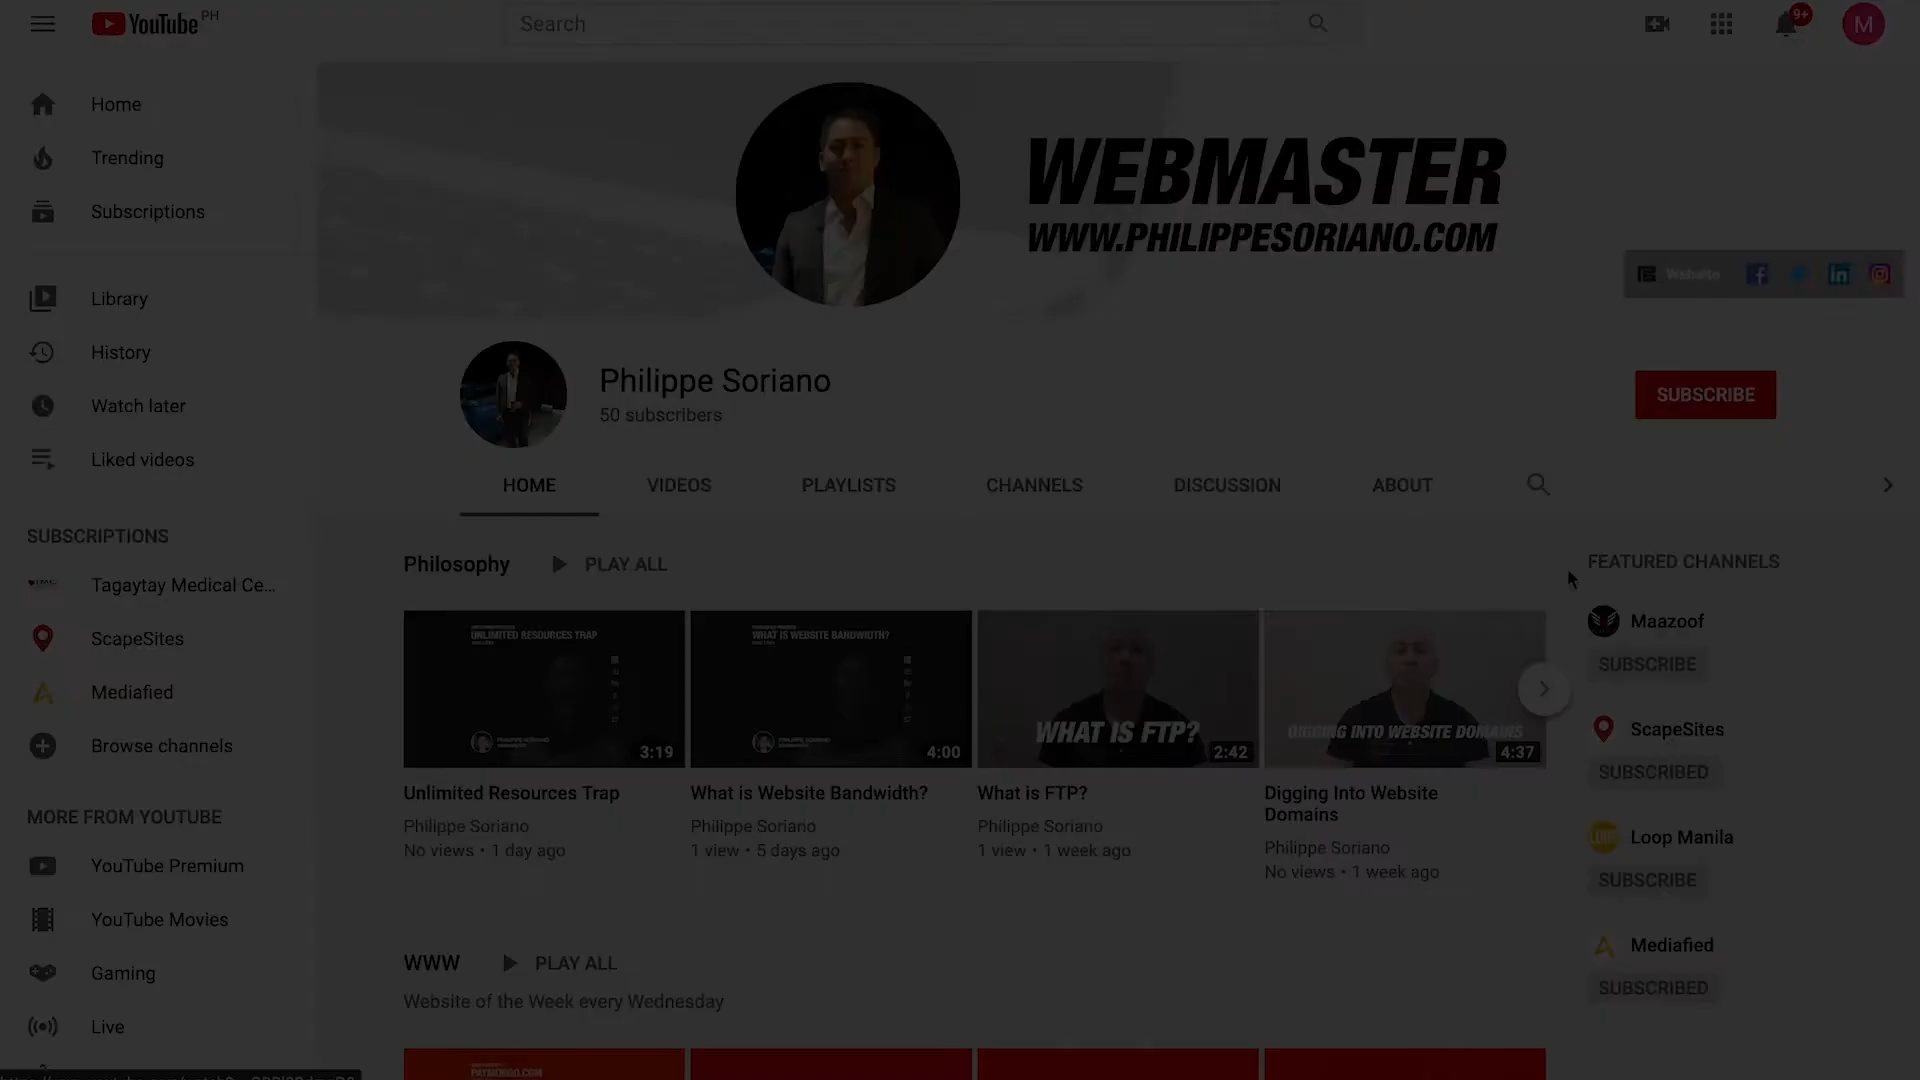 YouTube PH
Search
9+
M
Home
Trending
Subscriptions
Library
History
Watch later
Liked videos
SUBSCRIPTIONS
Tagaytay Medical Ce...
ScapeSites
Mediafied
Browse channels
MORE FROM YOUTUBE
YouTube Premium
YouTube Movies
Gaming
Live
WEBMASTER
WWW.PHILIPPESORIANO.COM
Website
Philippe Soriano
50 subscribers
SUBSCRIBE
HOME
VIDEOS
PLAYLISTS
CHANNELS
DISCUSSION
ABOUT
Philosophy
PLAY ALL
UNLIMITED RESOURCES TRAP
3:19
Unlimited Resources Trap
Philippe Soriano
No views • 1 day ago
WHAT IS WEBSITE BANDWIDTH?
4:00
What is Website Bandwidth?
Philippe Soriano
1 view • 5 days ago
WHAT IS FTP?
2:42
What is FTP?
Philippe Soriano
1 view • 1 week ago
DIGGING INTO WEBSITE DOMAINS
4:37
Digging Into Website
Domains
Philippe Soriano
No views • 1 week ago
WWW
PLAY ALL
Website of the Week every Wednesday
PAYMONGO.COM
FEATURED CHANNELS
Maazoof
SUBSCRIBE
ScapeSites
SUBSCRIBED
Loop Manila
SUBSCRIBE
Mediafied
SUBSCRIBED